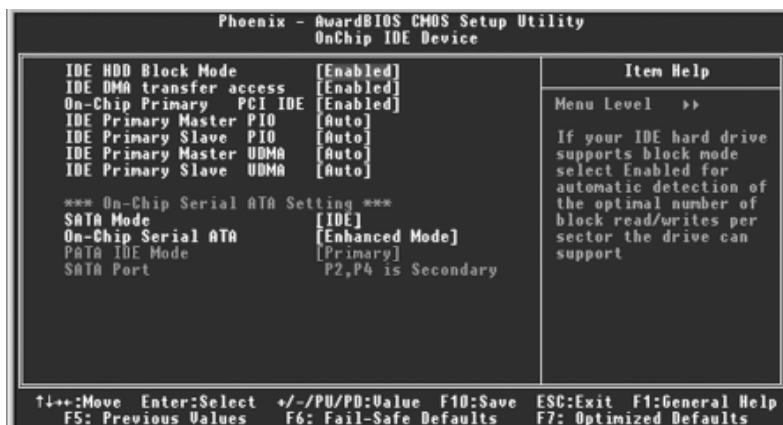 Phoenix - AwardBIOS CMOS Setup Utility
OnChip IDE Device
IDE HDD Block Mode [Enabled]
IDE DMA transfer access [Enabled]
On-Chip Primary PCI IDE [Enabled]
IDE Primary Master PIO [Auto]
IDE Primary Slave PIO [Auto]
IDE Primary Master UDMA [Auto]
IDE Primary Slave UDMA [Auto]
*** On-Chip Serial ATA Setting ***
SATA Mode [IDE]
On-Chip Serial ATA [Enhanced Mode]
PATA IDE Mode [Primary]
SATA Port P2,P4 is Secondary
Item Help
Menu Level ▸▸
If your IDE hard drive
supports block mode
select Enabled for
automatic detection of
the optimal number of
block read/writes per
sector the drive can
support
↑↓→←:Move Enter:Select +/-/PU/PD:Value F10:Save ESC:Exit F1:General Help
F5: Previous Values F6: Fail-Safe Defaults F7: Optimized Defaults